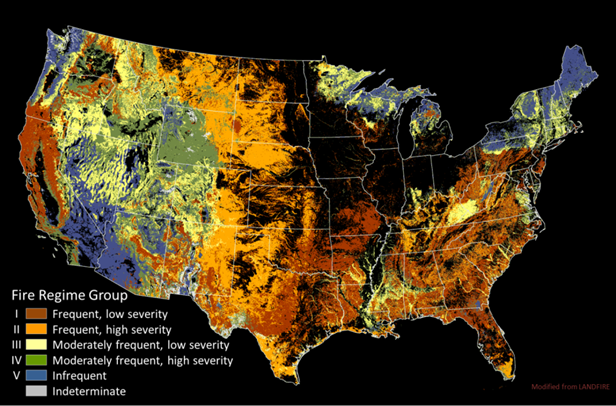 Fire Regime Group
I Frequent, low severity
II Frequent, high severity
III Moderately frequent, low severity
IV Moderately frequent, high severity
V Infrequent
Indeterminate
Modified from LANDFIRE